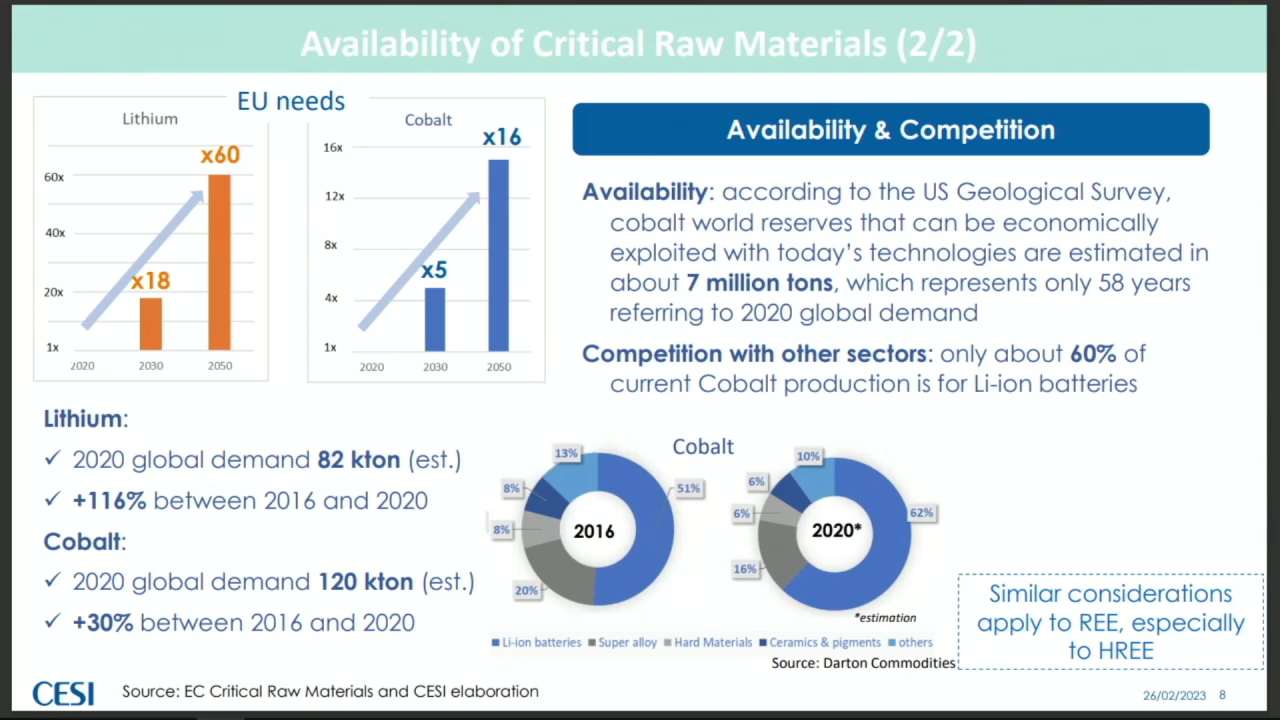 Availability of Critical Raw Materials (2/2)
EU needs
Lithium
60x
40x
20x
1x
x18
x60
2020
2030
2050
Cobalt
16x
12x
8x
4x
1x
x5
x16
2020
2030
2050
Lithium:
✓ 2020 global demand 82 kton (est.)
✓ +116% between 2016 and 2020
Cobalt:
✓ 2020 global demand 120 kton (est.)
✓ +30% between 2016 and 2020
Availability & Competition
Availability: according to the US Geological Survey,
cobalt world reserves that can be economically
exploited with today's technologies are estimated in
about 7 million tons, which represents only 58 years
referring to 2020 global demand
Competition with other sectors: only about 60% of
current Cobalt production is for Li-ion batteries
Cobalt
13%
8%
8%
20%
51%
2016
10%
6%
6%
16%
62%
2020*
*estimation
Li-ion batteries Super alloy Hard Materials Ceramics & pigments others
Source: Darton Commodities
Similar considerations
apply to REE, especially
to HREE
CESI
Source: EC Critical Raw Materials and CESI elaboration
26/02/2023 8